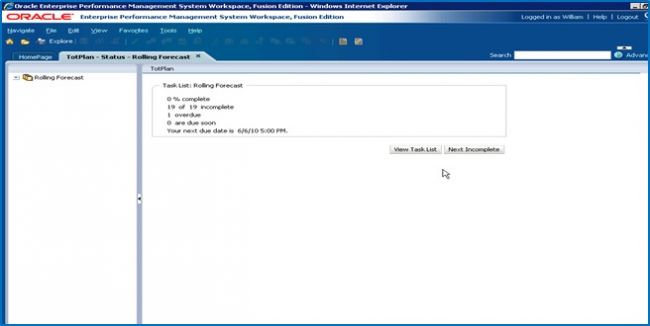 Oracle Enterprise Performance Management System Workspace, Fusion Edition - Windows Internet Explorer
ORACLE Enterprise Performance Management System Workspace, Fusion Edition Logged in as William | Help | Logout
Navigate File Edit View Favorites Tools Help
Explore
HomePage TotPlan - Status - Rolling Forecast × Search Advan
Rolling Forecast
TotPlan
Task List: Rolling Forecast
0 % complete
19 of 19 incomplete
1 overdue
0 are due soon
Your next due date is 6/6/10 5:00 PM.
View Task List Next Incomplete